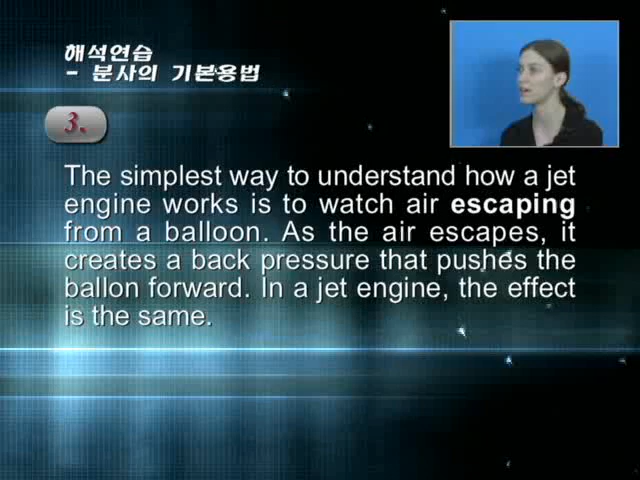 해석연습
- 분사의 기본용법
3.
The simplest way to understand how a jet
engine works is to watch air escaping
from a balloon. As the air escapes, it
creates a back pressure that pushes the
ballon forward. In a jet engine, the effect
is the same.